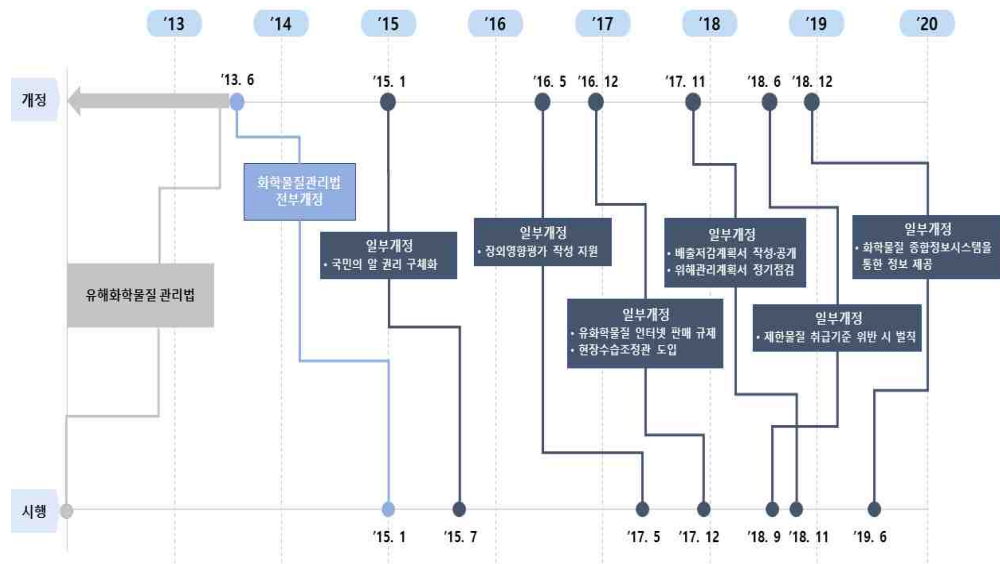 '13
'14
'15
'16
'17
'18
'19
'20
개정
'13. 6
'15. 1
'16. 5
'16. 12
'17. 11
'18. 6
'18. 12
화학물질관리법
전부개정
일부개정
• 국민의 알 권리 구체화
일부개정
• 장외영향평가 작성 지원
일부개정
• 배출저감계획서 작성·공개
• 위해관리계획서 정기점검
일부개정
• 화학물질 종합정보시스템을
통한 정보 제공
유해화학물질 관리법
일부개정
• 유화학물질 인터넷 판매 규제
• 현장수습조정관 도입
일부개정
• 제한물질 취급기준 위반 시 벌칙
시행
'15. 1
'15. 7
'17. 5
'17. 12
'18. 9
'18. 11
'19. 6